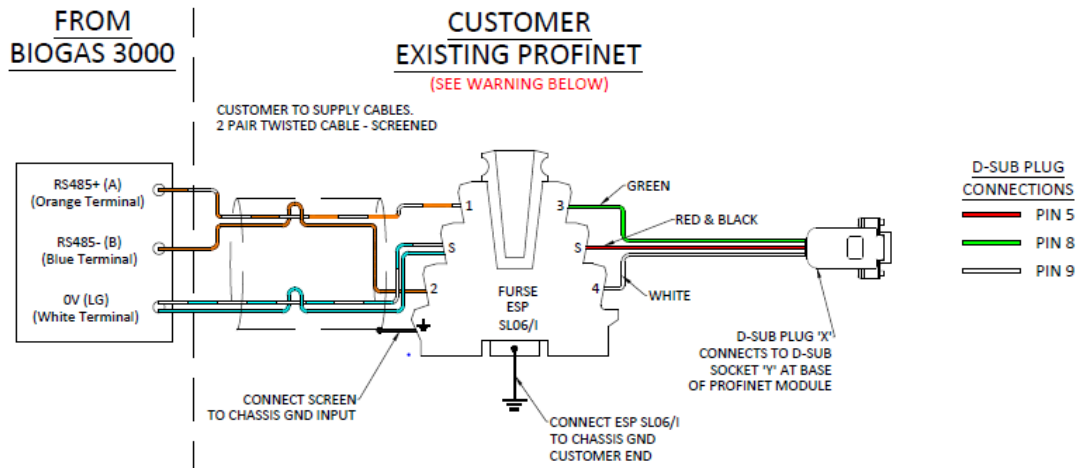 FROM
BIOGAS 3000
CUSTOMER
EXISTING PROFINET
(SEE WARNING BELOW)
CUSTOMER TO SUPPLY CABLES.
2 PAIR TWISTED CABLE - SCREENED
RS485+ (A)
(Orange Terminal)
RS485- (B)
(Blue Terminal)
0V (LG)
(White Terminal)
1
S
2
3
S
4
FURSE
ESP
SL06/I
GREEN
RED & BLACK
WHITE
D-SUB PLUG
CONNECTIONS
PIN 5
PIN 8
PIN 9
D-SUB PLUG 'X'
CONNECTS TO D-SUB
SOCKET 'Y' AT BASE
OF PROFINET MODULE
CONNECT SCREEN
TO CHASSIS GND INPUT
CONNECT ESP SL06/I
TO CHASSIS GND
CUSTOMER END